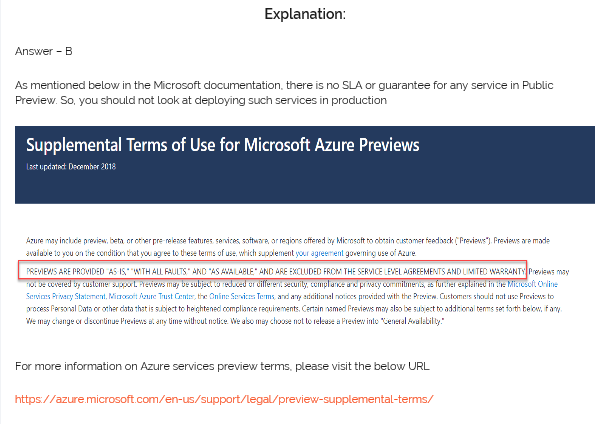 Explanation:
Answer – B
As mentioned below in the Microsoft documentation, there is no SLA or guarantee for any service in Public
Preview. So, you should not look at deploying such services in production
Supplemental Terms of Use for Microsoft Azure Previews
Last updated: December 2018
Azure may include preview, beta, or other pre-release features, services, software, or regions offered by Microsoft to obtain customer feedback ("Previews"). Previews are
made available to you on the condition that you agree to these terms of use, which supplement your agreement governing use of Azure.
PREVIEWS ARE PROVIDED "AS-IS," "WITH ALL FAULTS," AND "AS AVAILABLE," AND ARE EXCLUDED FROM THE SERVICE LEVEL AGREEMENTS AND LIMITED WARRANTY. Previews may
not be covered by customer support. Previews may be subject to reduced or different security, compliance and privacy commitments, as further explained in the Microsoft Online
Services Privacy Statement, Microsoft Azure Trust Center, the Online Services Terms, and any additional notices provided with the Preview. Customers should not use Previews to
process Personal Data or other data that is subject to heightened compliance requirements. Certain named Previews may also be subject to additional terms set forth below, if any.
We may change or discontinue Previews at any time without notice. We also may choose not to release a Preview into "General Availability."
For more information on Azure services preview terms, please visit the below URL
https://azure.microsoft.com/en-us/support/legal/preview-supplemental-terms/